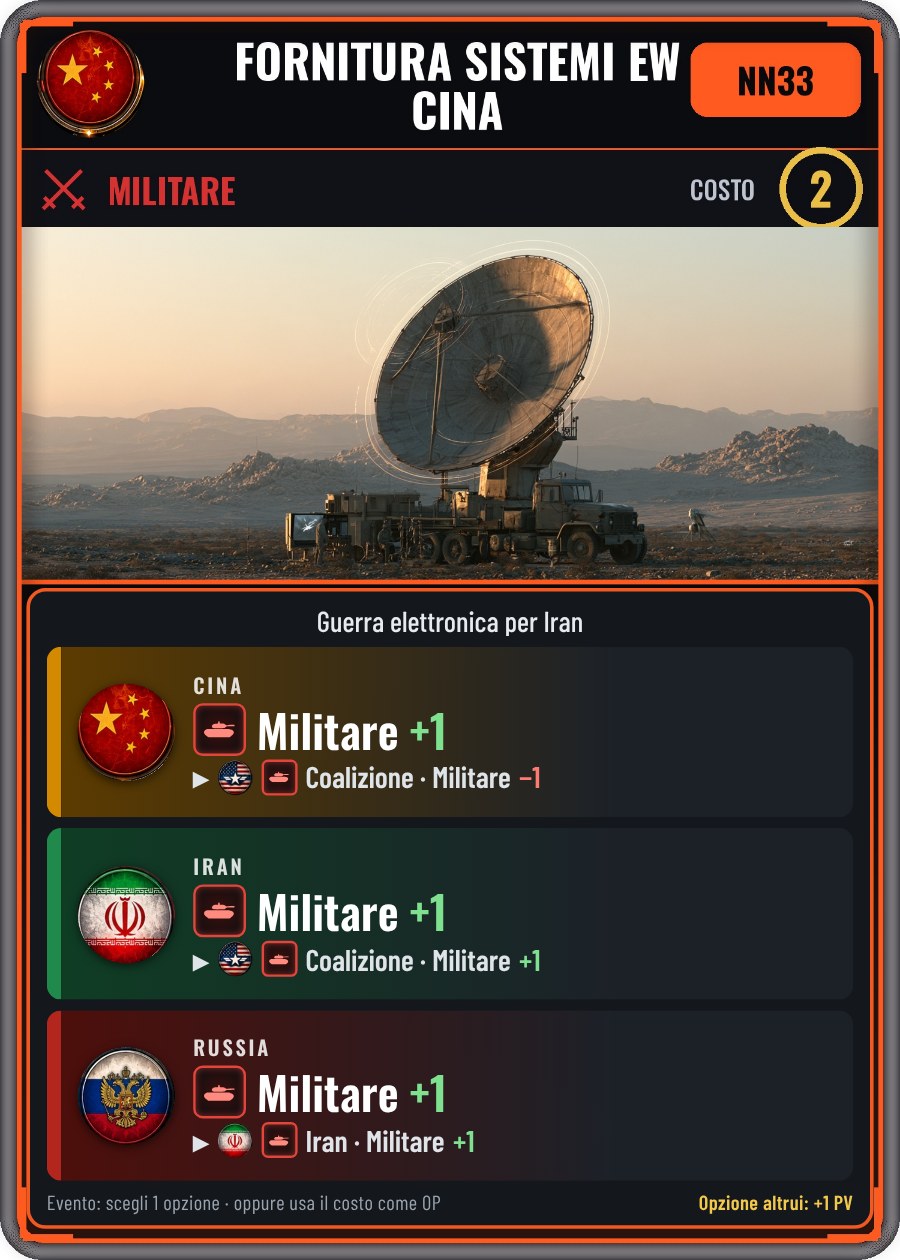 FORNITURA SISTEMI EW
CINA
NN33
MILITARE
COSTO
2
Guerra elettronica per Iran
CINA
Militare +1
▶ Coalizione · Militare −1
IRAN
Militare +1
▶ Coalizione · Militare +1
RUSSIA
Militare +1
▶ Iran · Militare +1
Evento: scegli 1 opzione · oppure usa il costo come OP
Opzione altrui: +1 PV